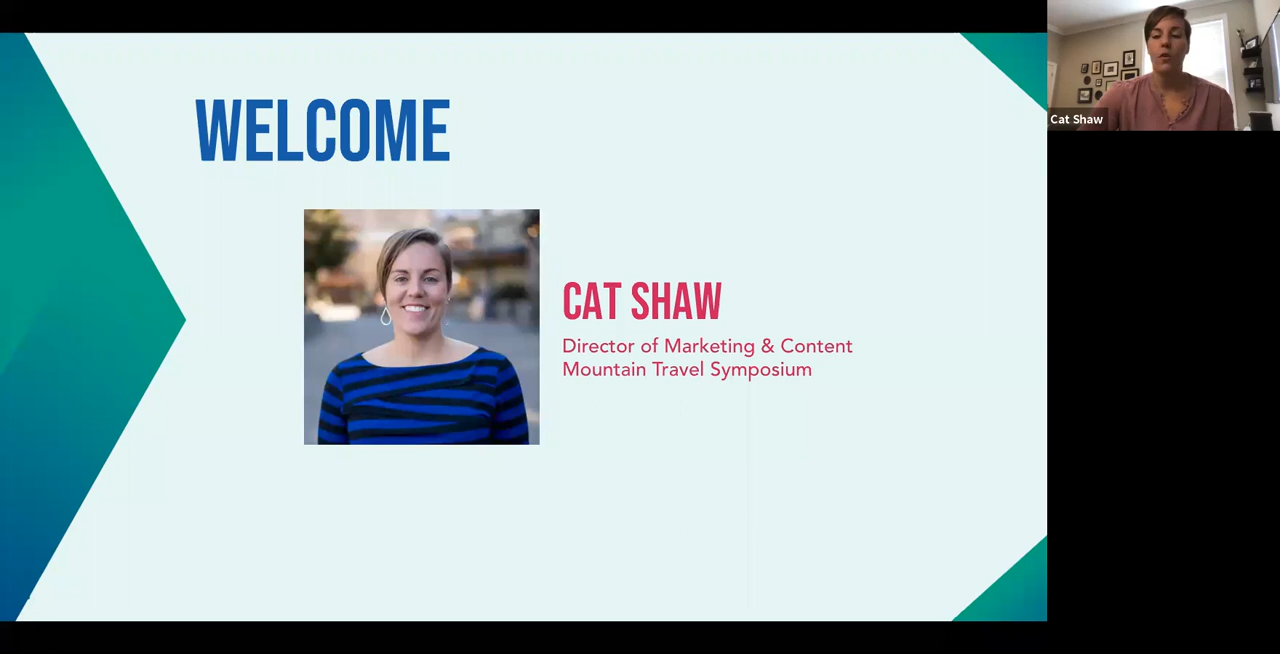 WELCOME
CAT SHAW
Director of Marketing & Content
Mountain Travel Symposium
Cat Shaw